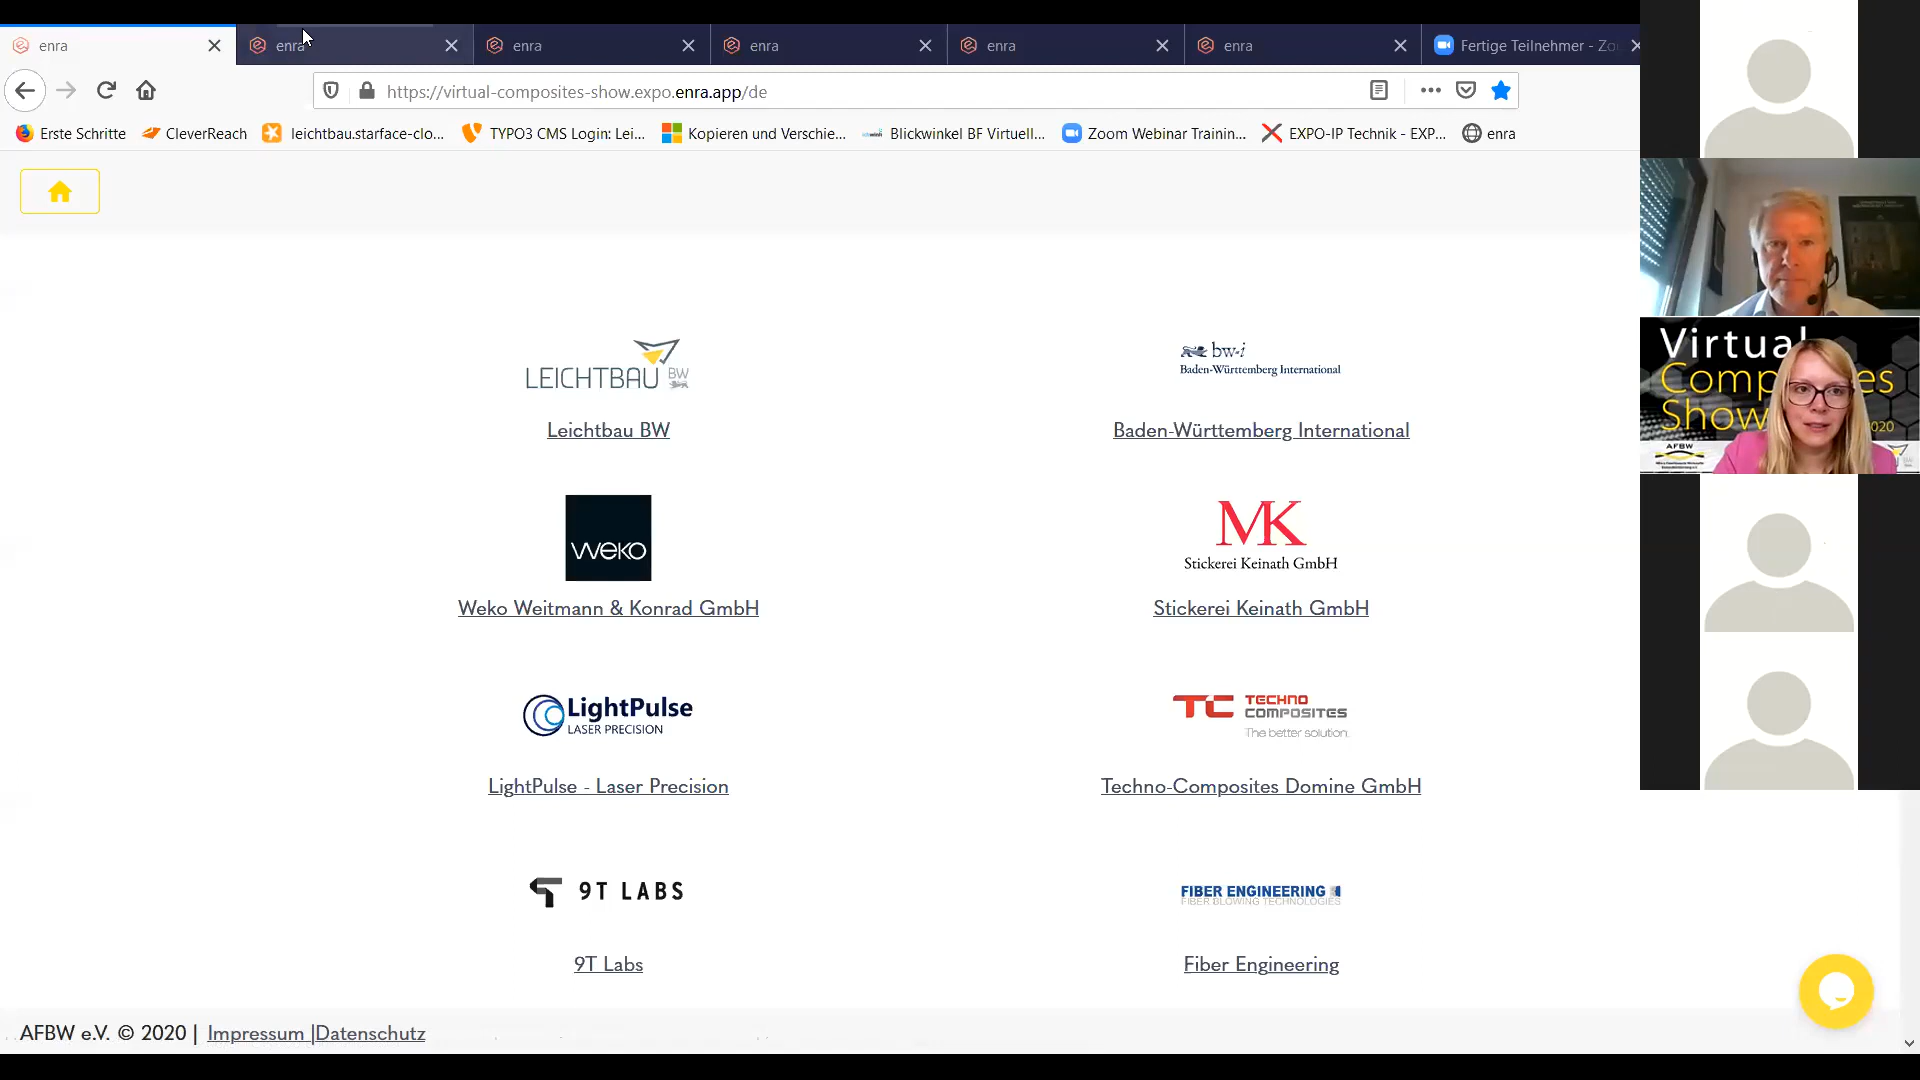 enra
enra
enra
enra
enra
enra
Fertige Teilnehmer - Zo
https://virtual-composites-show.expo.enra.app/de
Erste Schritte
CleverReach
leichtbau.starface-clo...
TYPO3 CMS Login: Lei...
Kopieren und Verschie...
Blickwinkel BF Virtuell...
Zoom Webinar Trainin...
EXPO-IP Technik - EXP...
enra
LEICHTBAU BW
Leichtbau BW
bw-i
Baden-Württemberg International
Baden-Württemberg International
weko
Weko Weitmann & Konrad GmbH
MK
Stickerei Keinath GmbH
Stickerei Keinath GmbH
LightPulse
LASER PRECISION
LightPulse - Laser Precision
TC TECHNO
COMPOSITES
The better solution.
Techno-Composites Domine GmbH
9T LABS
9T Labs
FIBER ENGINEERING
FIBER BLOWING TECHNOLOGIES
Fiber Engineering
AFBW e.V. © 2020 | Impressum |Datenschutz
Virtual
Comp es
Show 2020
AFBW